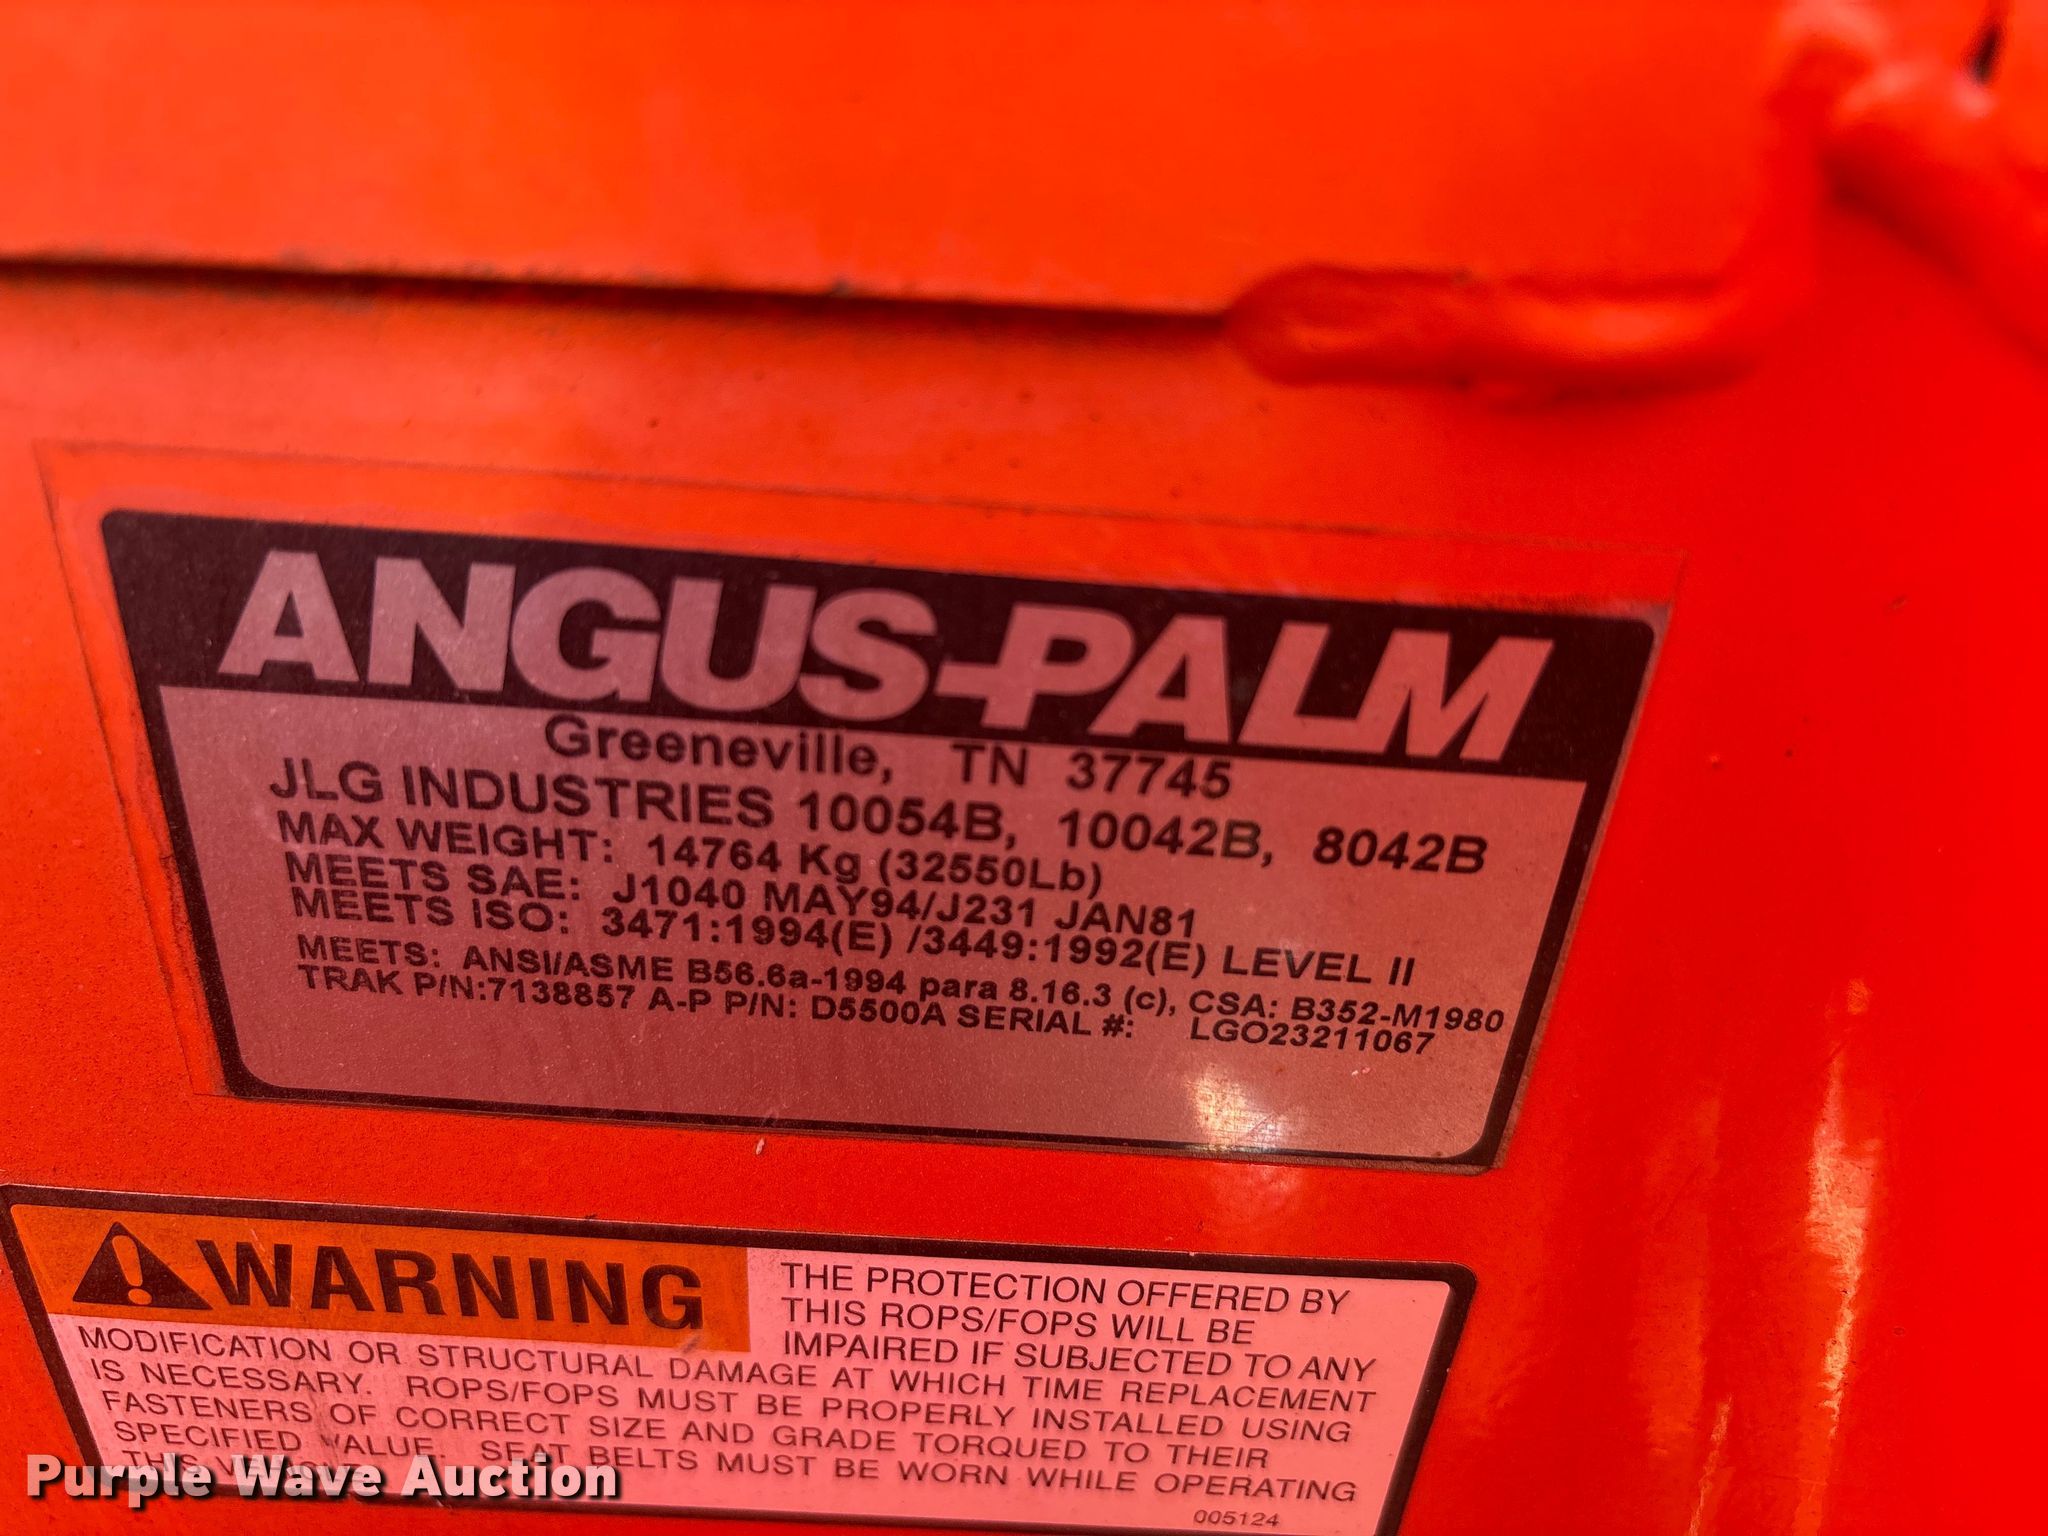 ANGUS-PALM
Greeneville, TN 37745
JLG INDUSTRIES 10054B, 10042B, 8042B
MAX WEIGHT: 14764 Kg (32550Lb)
MEETS SAE: J1040 MAY94/J231 JAN81
MEETS ISO: 3471:1994(E) /3449:1992(E) LEVEL II
MEETS: ANSI/ASME B56.6a-1994 para 8.16.3 (c), CSA: B352-M1980
TRAK P/N:7138857 A-P P/N: D5500A SERIAL #: LGO23211067
WARNING
THE PROTECTION OFFERED BY
THIS ROPS/FOPS WILL BE
IMPAIRED IF SUBJECTED TO ANY
MODIFICATION OR STRUCTURAL DAMAGE AT WHICH TIME REPLACEMENT
IS NECESSARY. ROPS/FOPS MUST BE PROPERLY INSTALLED USING
FASTENERS OF CORRECT SIZE AND GRADE TORQUED TO THEIR
SPECIFIED VALUE. SEAT BELTS MUST BE WORN WHILE OPERATING
THIS
005124
Purple Wave Auction